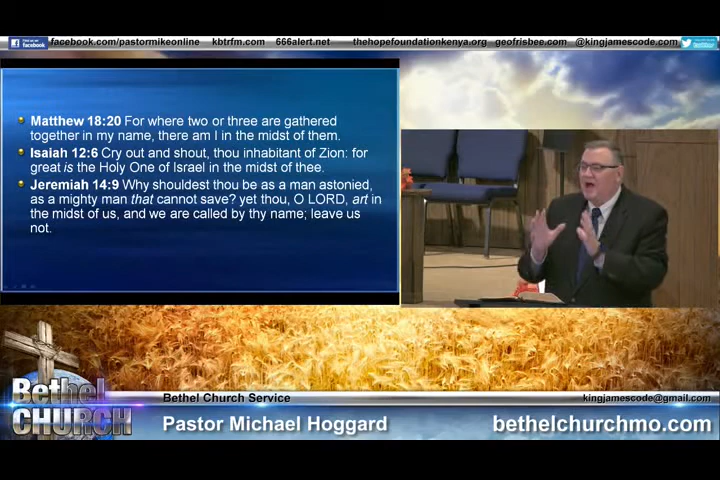 facebook.com/pastormikeonline kbtrfm.com 666alert.net thehopefoundationkenya.org geofrisbee.com @kingjamescode.com
facebook
Matthew 18:20 For where two or three are gathered
together in my name, there am I in the midst of them.
Isaiah 12:6 Cry out and shout, thou inhabitant of Zion: for
great is the Holy One of Israel in the midst of thee.
Jeremiah 14:9 Why shouldest thou be as a man astonied,
as a mighty man that cannot save? yet thou, O LORD, art in
the midst of us, and we are called by thy name; leave us
not.
Bethel
CHURCH
Bethel Church Service kingjamescode@gmail.com
Pastor Michael Hoggard bethelchurchmo.com